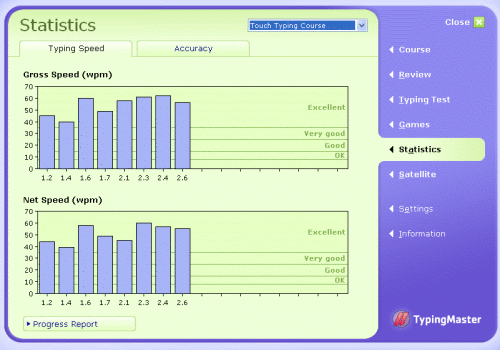 Statistics
Touch Typing Course
Close
Typing Speed
Accuracy
Gross Speed (wpm)
70
60
50
40
30
20
10
0
Excellent
Very good
Good
OK
1.2 1.4 1.6 1.7 2.1 2.3 2.4 2.6
Net Speed (wpm)
70
60
50
40
30
20
10
0
Excellent
Very good
Good
OK
1.2 1.4 1.6 1.7 2.1 2.3 2.4 2.6
Progress Report
Course
Review
Typing Test
Games
Statistics
Satellite
Settings
Information
TypingMaster